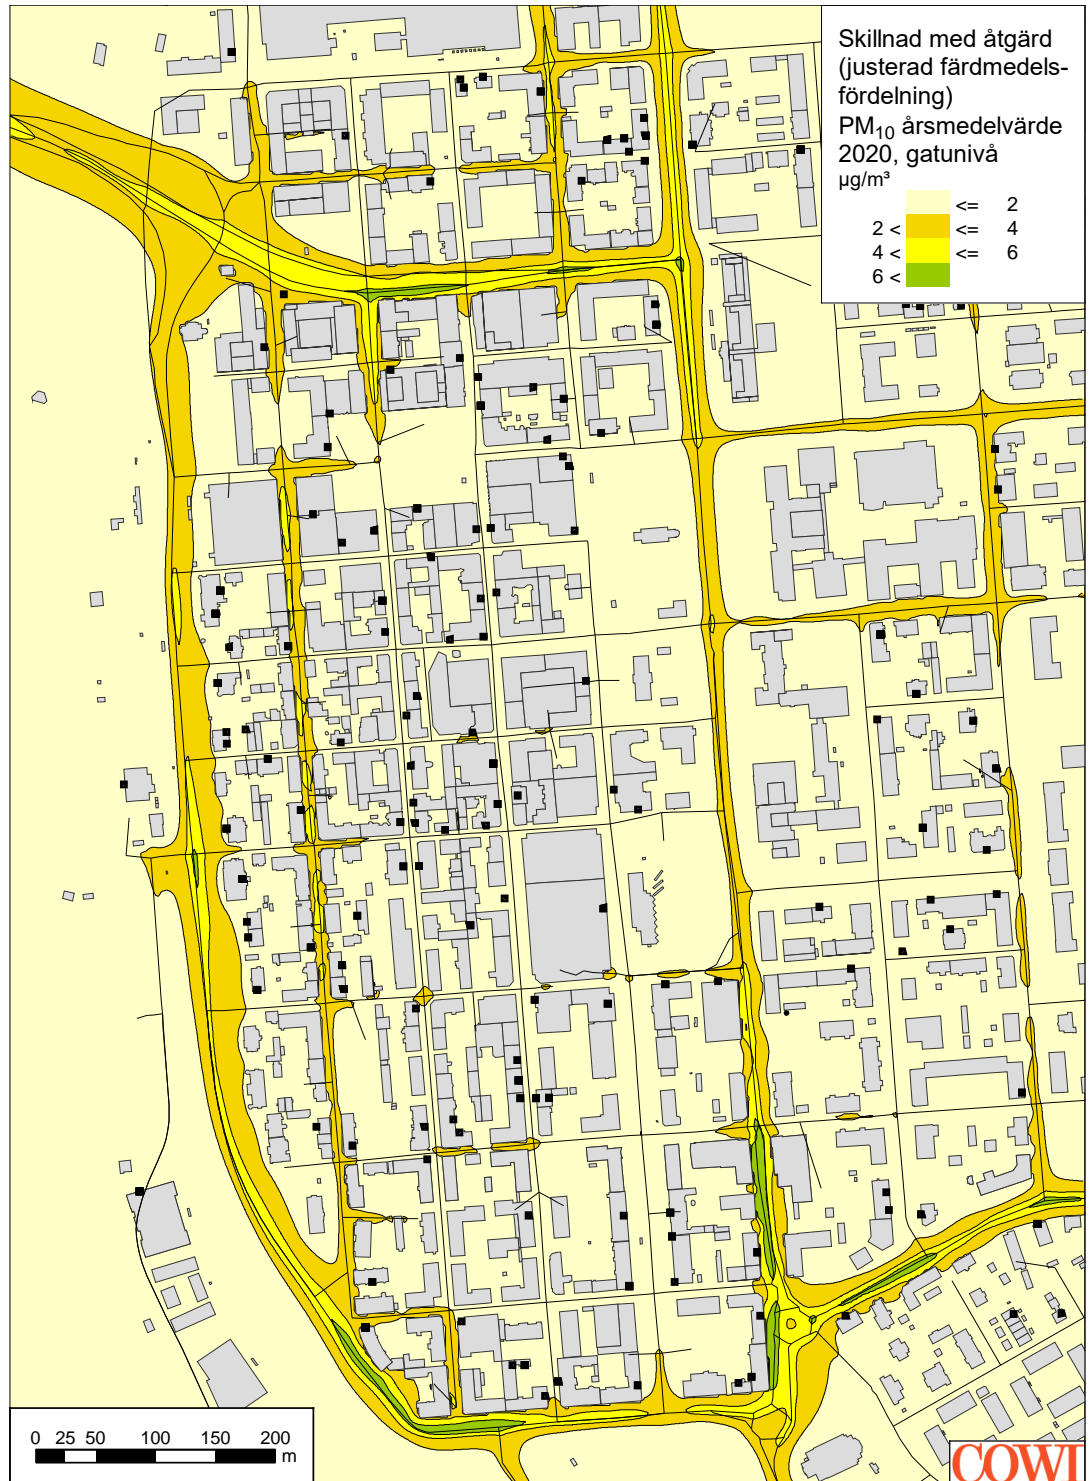 Skillnad med åtgärd
(justerad färdmedels-
fördelning)
PM₁₀ årsmedelvärde
2020, gatunivå
µg/m³
<= 2
2 < <= 4
4 < <= 6
6 <
0 25 50 100 150 200
m
COWI